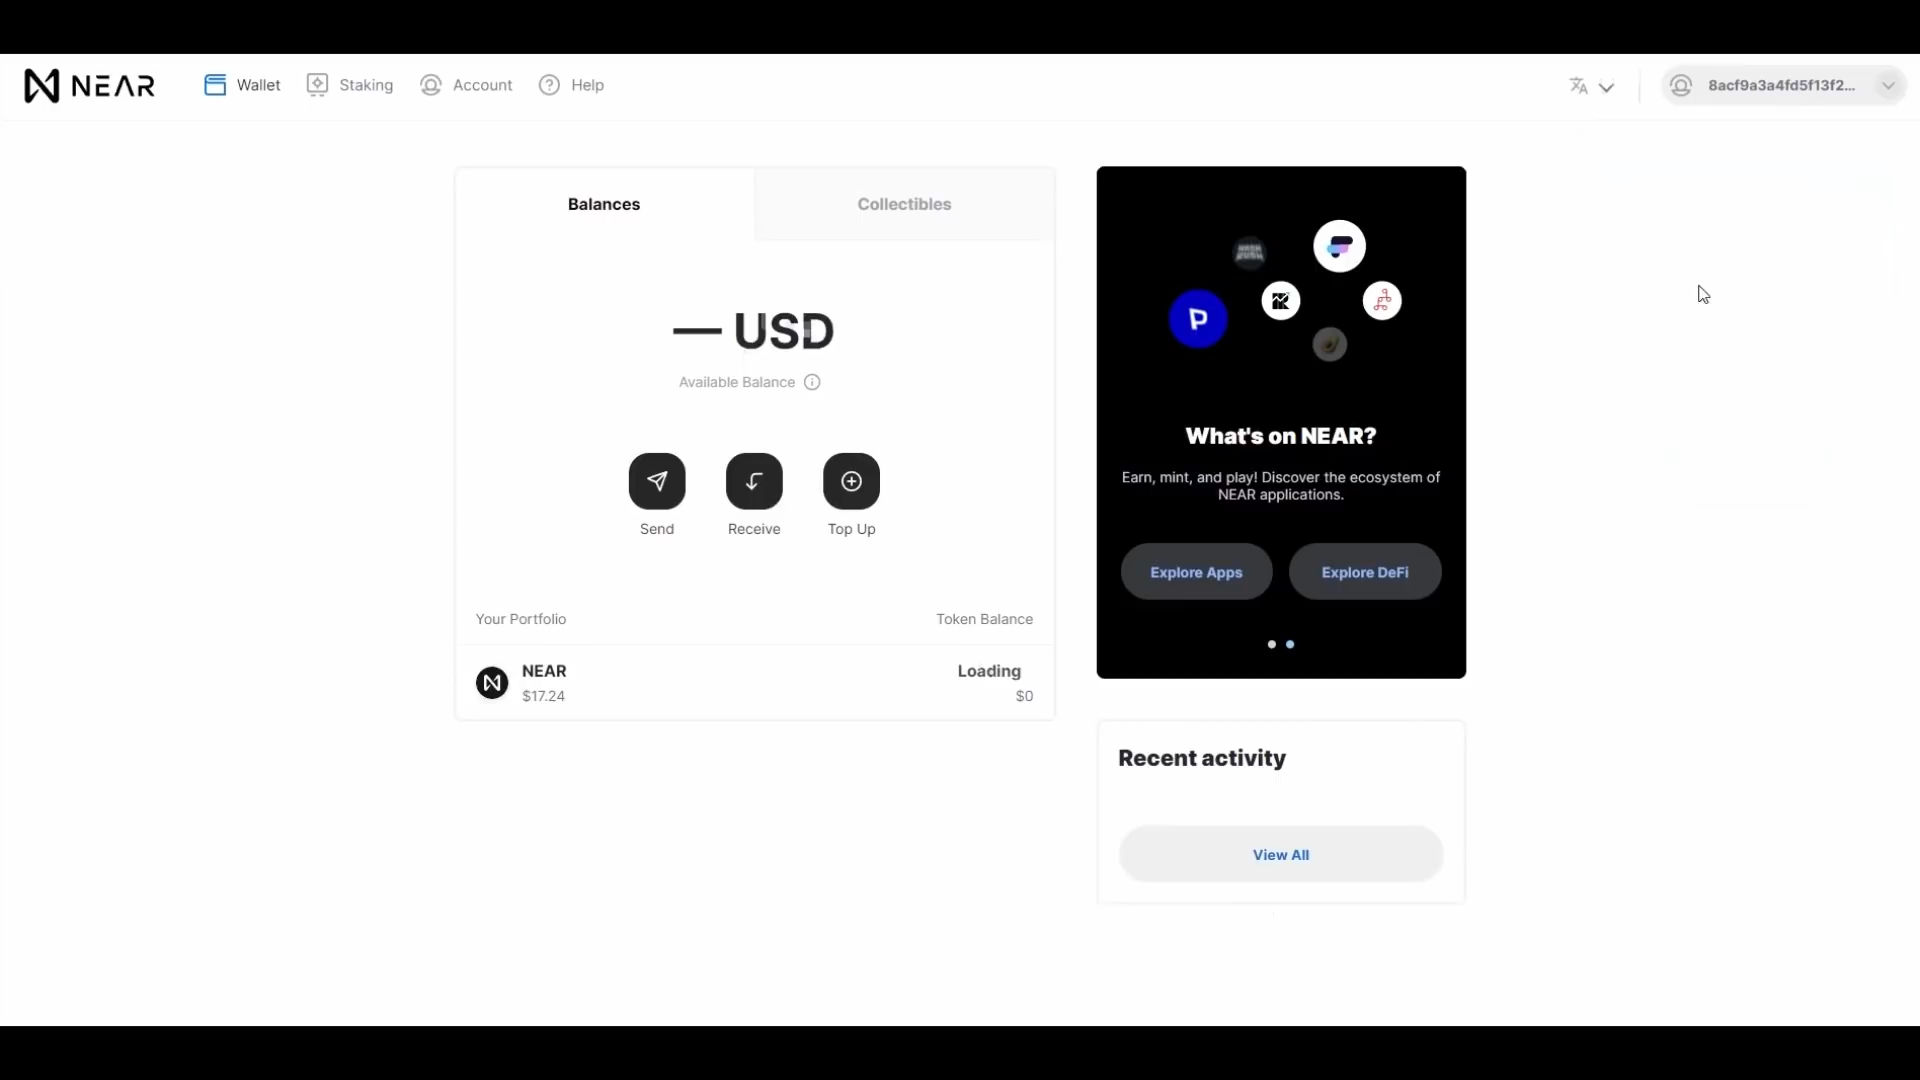 NEAR
Wallet
Staking
Account
Help
8acf9a3a4fd5f13f2...
Balances
Collectibles
— USD
Available Balance
Send
Receive
Top Up
Your Portfolio
Token Balance
NEAR
Loading
$17.24
$0
What's on NEAR?
Earn, mint, and play! Discover the ecosystem of
NEAR applications.
Explore Apps
Explore DeFi
Recent activity
View All